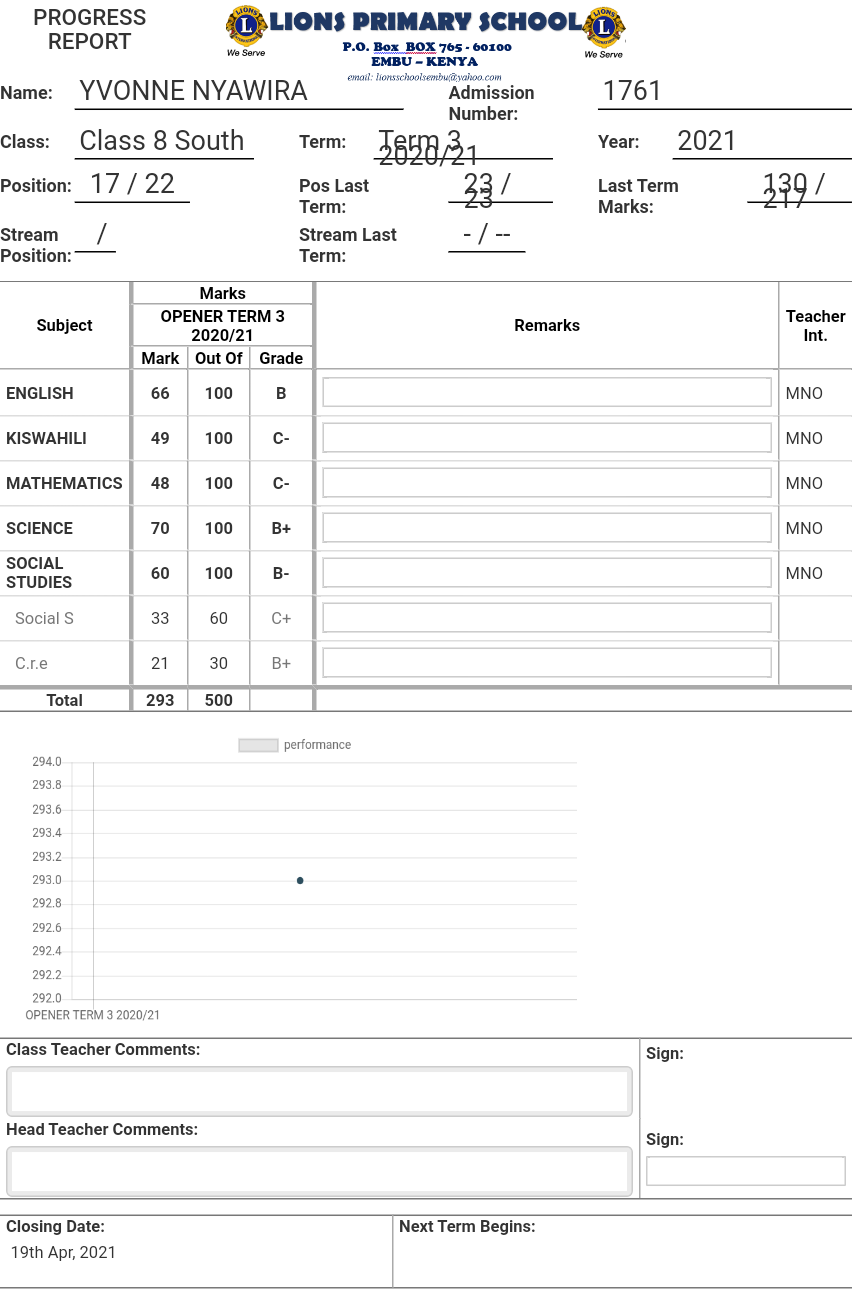 PROGRESS
REPORT
LIONS PRIMARY SCHOOL
We Serve
We Serve
P.O. Box BOX 765 - 60100
EMBU – KENYA
email: lionsschoolsembu@yahoo.com
Name: YVONNE NYAWIRA
Admission Number: 1761
Class: Class 8 South
Term: Term 3 2020/21
Year: 2021
Position: 17 / 22
Pos Last Term: 23 / 23
Last Term Marks: 130 / 217
Stream Position: /
Stream Last Term: - / --
Subject Marks Remarks Teacher Int.
OPENER TERM 3 2020/21
Mark Out Of Grade
ENGLISH 66 100 B MNO
KISWAHILI 49 100 C- MNO
MATHEMATICS 48 100 C- MNO
SCIENCE 70 100 B+ MNO
SOCIAL STUDIES 60 100 B- MNO
Social S 33 60 C+
C.r.e 21 30 B+
Total 293 500
performance
294.0
293.8
293.6
293.4
293.2
293.0
292.8
292.6
292.4
292.2
292.0
OPENER TERM 3 2020/21
Class Teacher Comments:
Sign:
Head Teacher Comments:
Sign:
Closing Date:
19th Apr, 2021
Next Term Begins: